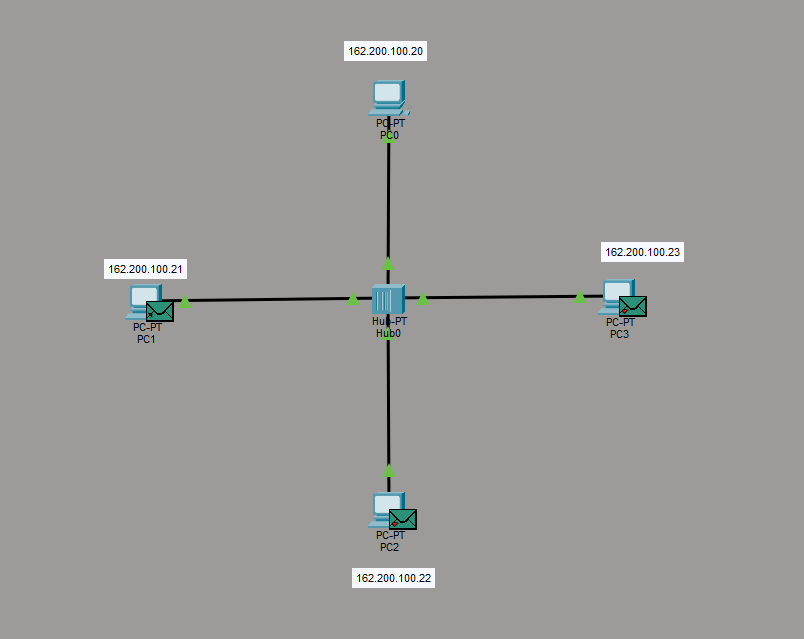 162.200.100.20
PC-PT
PC0
162.200.100.21
PC-PT
PC1
Hub-PT
Hub0
162.200.100.23
PC-PT
PC3
PC-PT
PC2
162.200.100.22